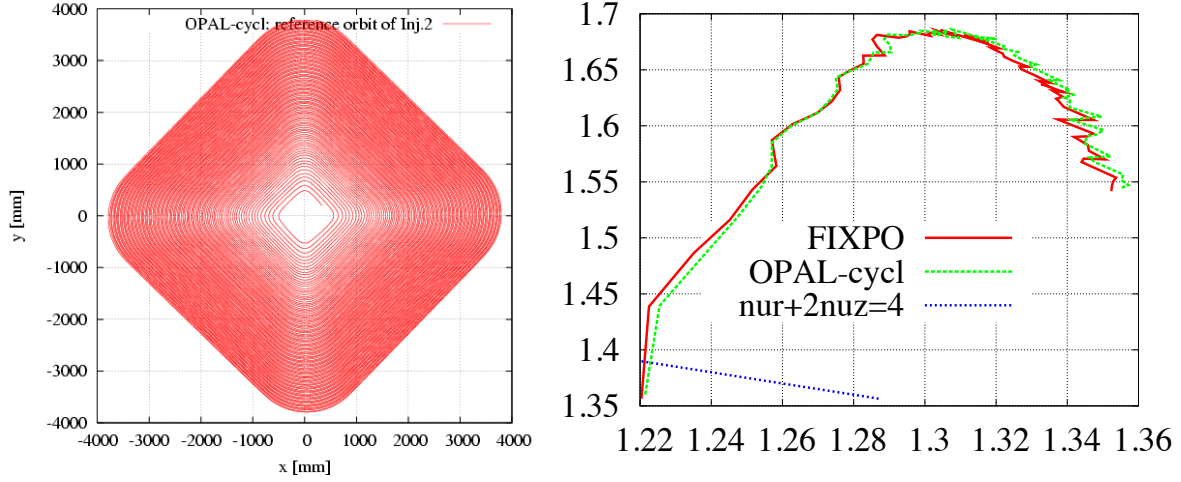 OPAL-cycl: reference orbit of Inj.2
4000
3000
2000
1000
0
-1000
-2000
-3000
-4000
y [mm]
-4000 -3000 -2000 -1000 0 1000 2000 3000 4000
x [mm]
1.7
1.65
1.6
1.55
1.5
1.45
1.4
1.35
FIXPO
OPAL-cycl
nur+2nuz=4
1.22 1.24 1.26 1.28 1.3 1.32 1.34 1.36